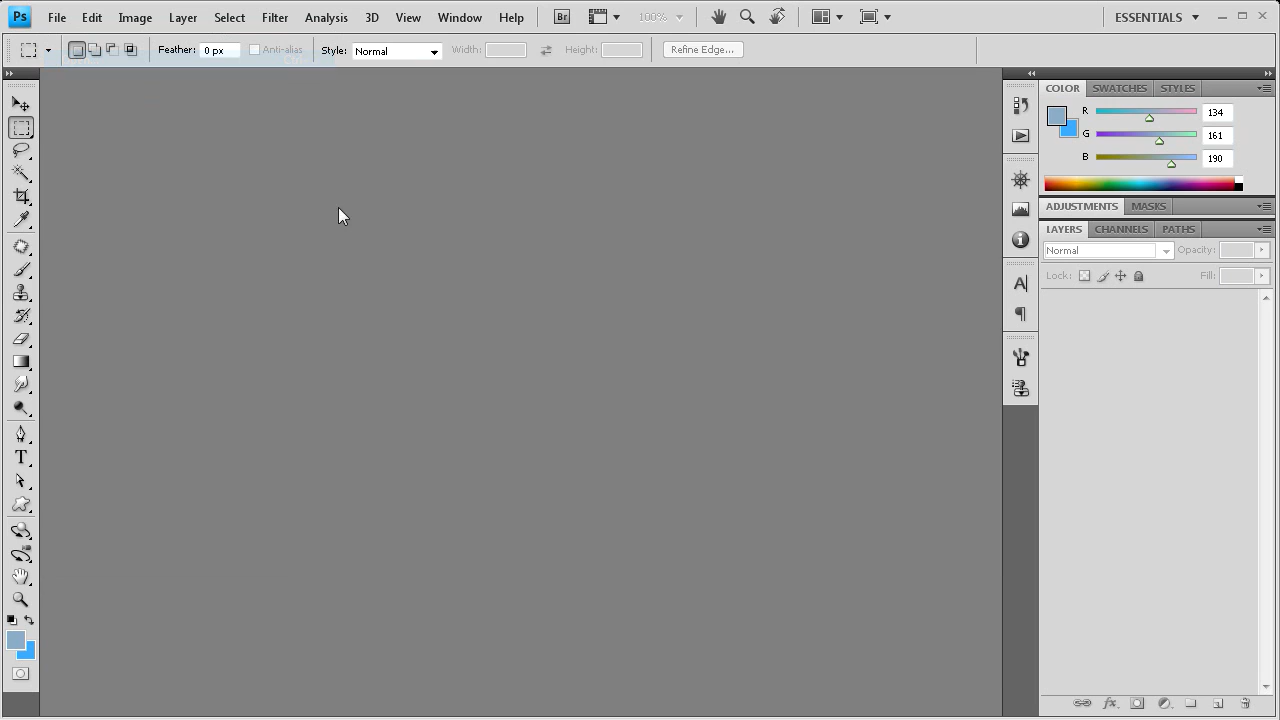 Ps File Edit Image Layer Select Filter Analysis 3D View Window Help Br 100% ESSENTIALS
Feather: 0 px Anti-alias Style: Normal Width: Height: Refine Edge...
COLOR SWATCHES STYLES
R 134
G 161
B 190
ADJUSTMENTS MASKS
LAYERS CHANNELS PATHS
Normal Opacity:
Lock: Fill:
A
T
fx